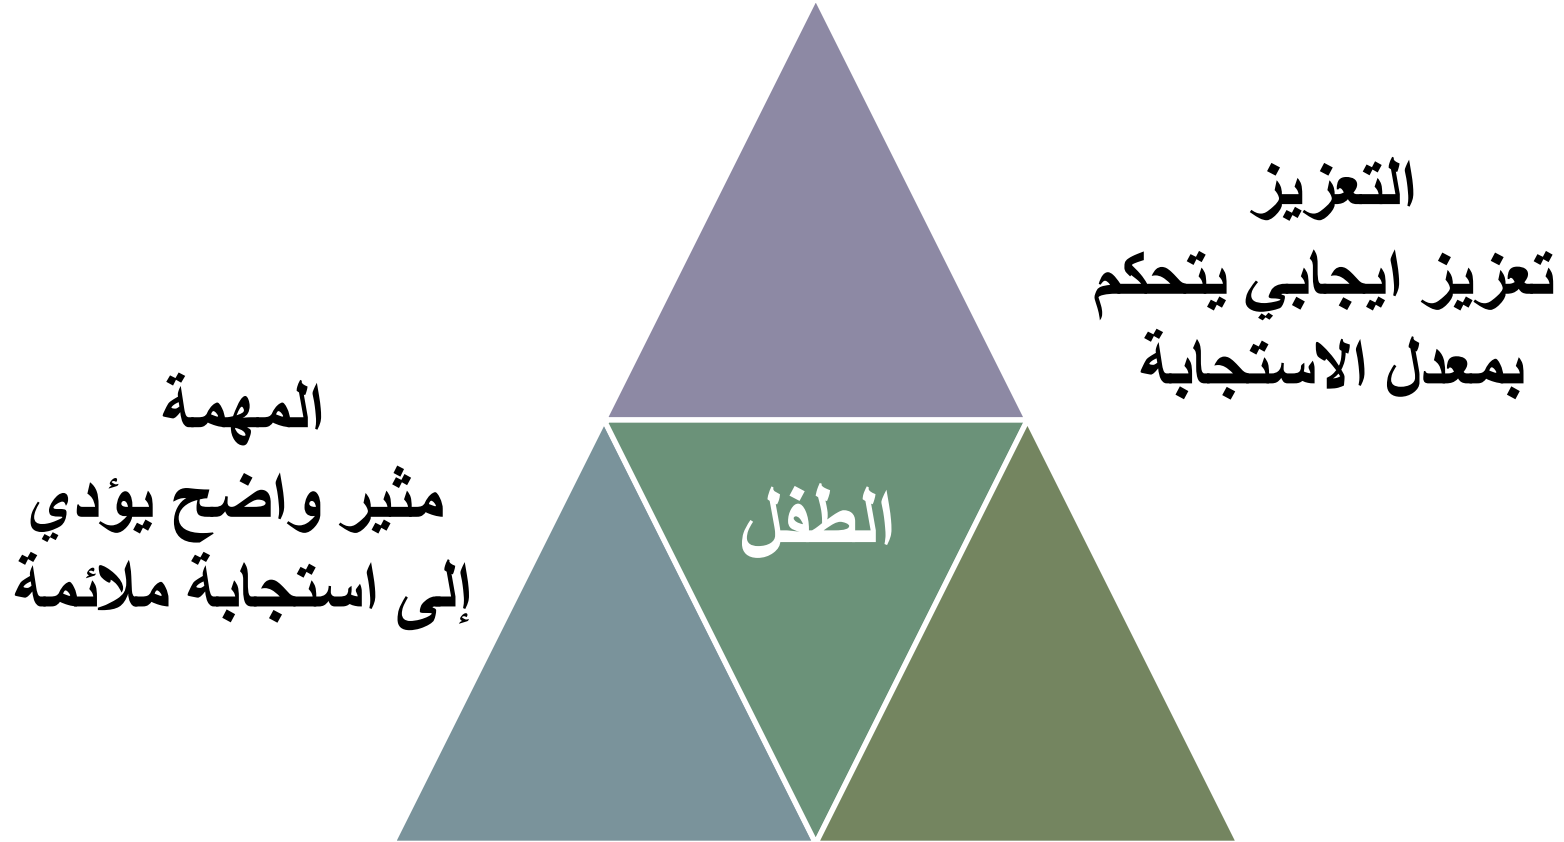 التعزيز
تعزيز ايجابي يتحكم
بمعدل الاستجابة
المهمة
مثير واضح يؤدي
إلى استجابة ملائمة
الطفل